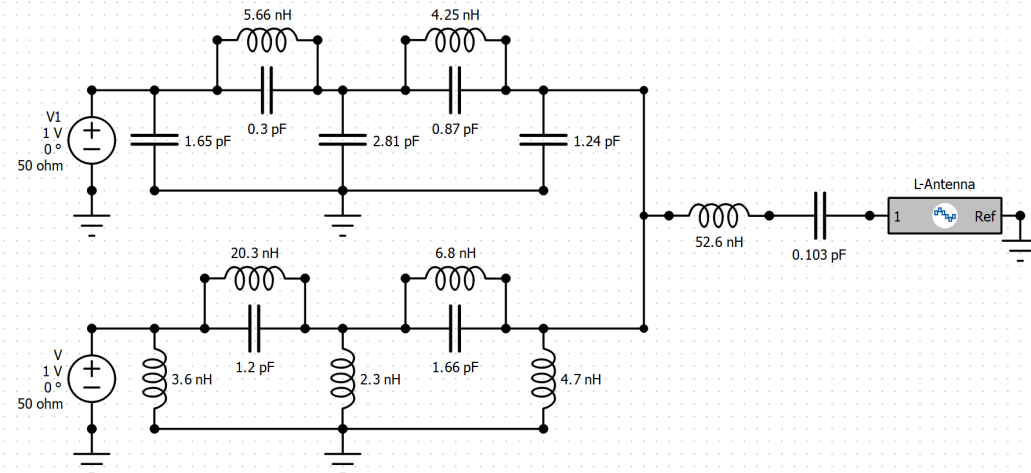 5.66 nH
4.25 nH
V1
1 V
0 °
50 ohm
1.65 pF
0.3 pF
2.81 pF
0.87 pF
1.24 pF
L-Antenna
1
Ref
52.6 nH
0.103 pF
20.3 nH
6.8 nH
V
1 V
0 °
50 ohm
3.6 nH
1.2 pF
2.3 nH
1.66 pF
4.7 nH